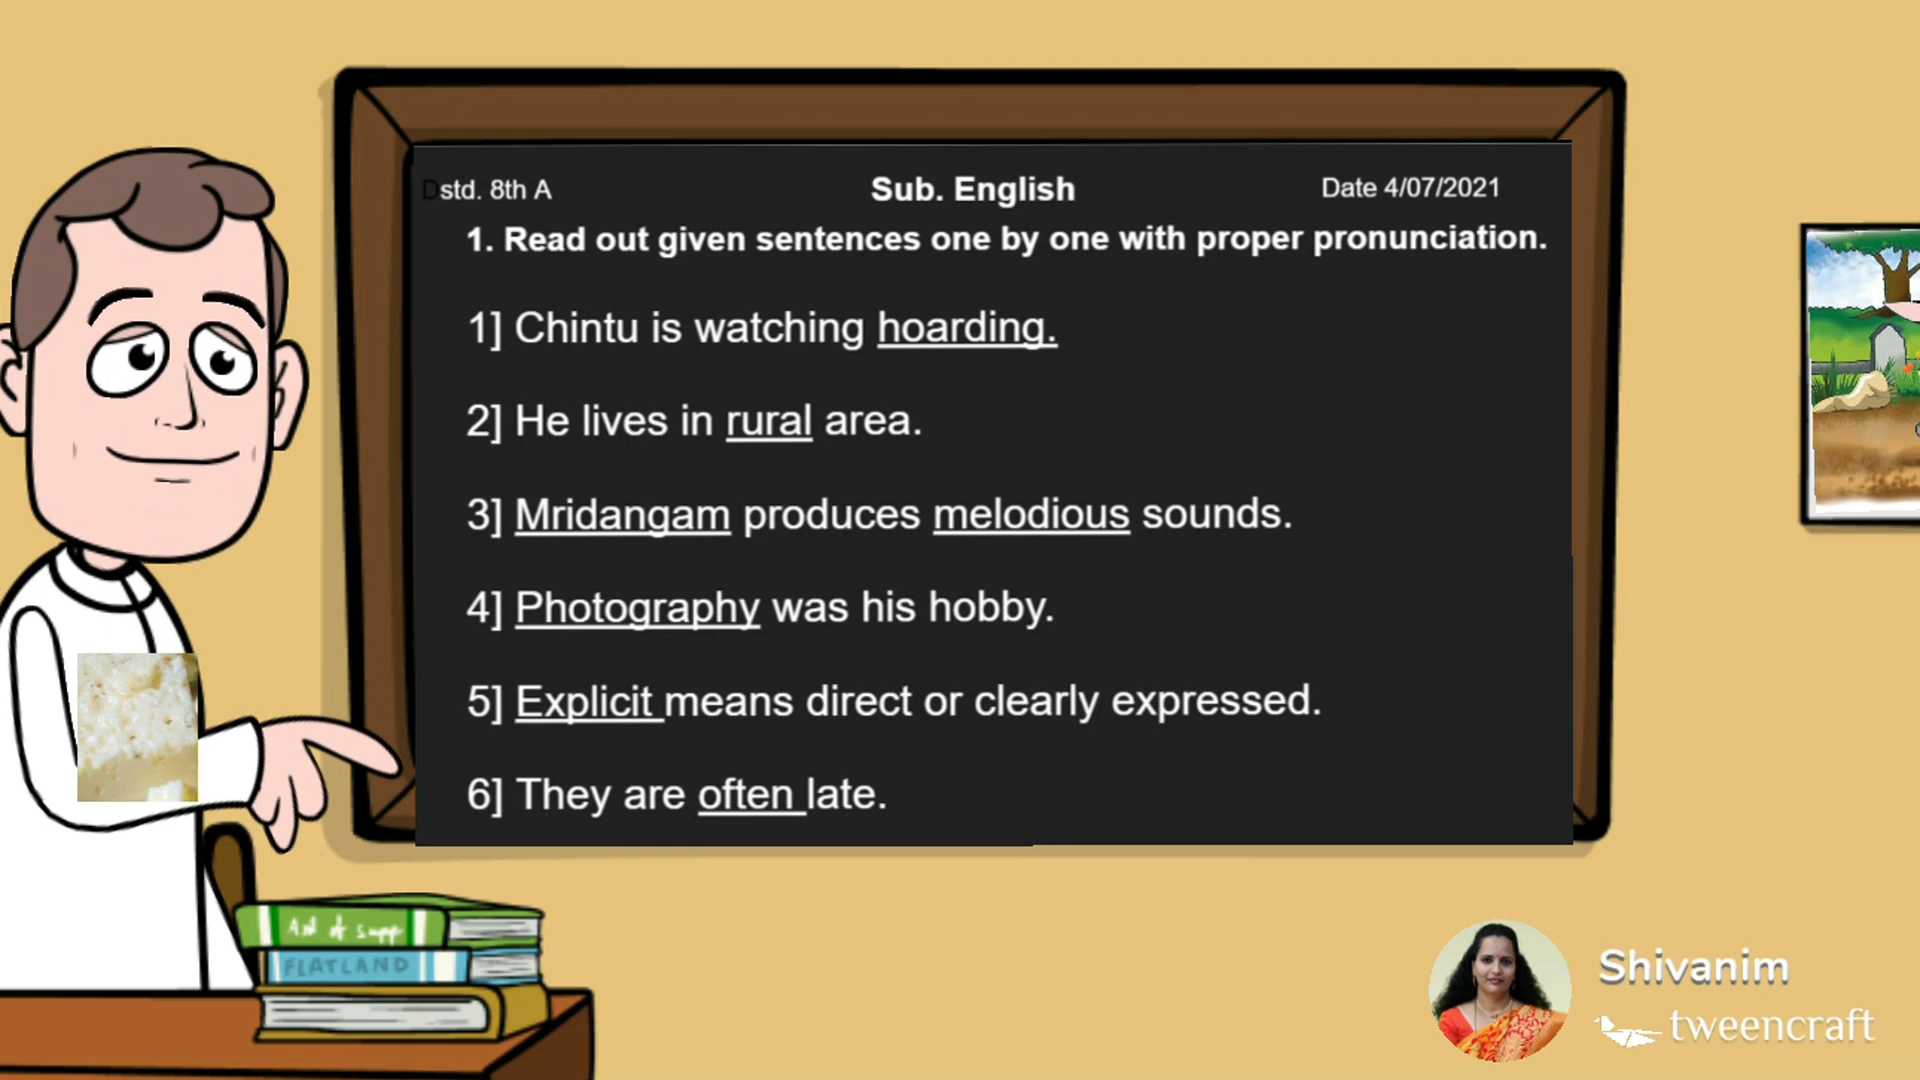 std. 8th A Sub. English Date 4/07/2021
1. Read out given sentences one by one with proper pronunciation.
1] Chintu is watching hoarding.
2] He lives in rural area.
3] Mridangam produces melodious sounds.
4] Photography was his hobby.
5] Explicit means direct or clearly expressed.
6] They are often late.
FLATLAND
Shivanim
tweencraft